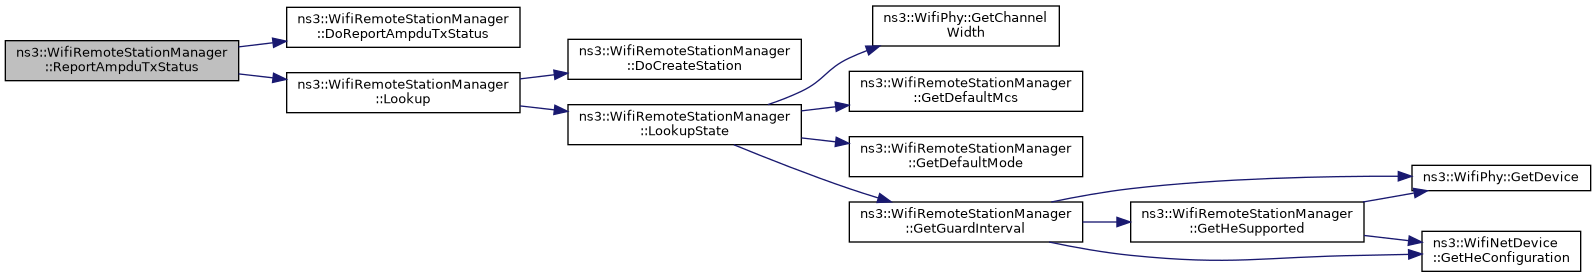 ns3::WifiRemoteStationManager
::ReportAmpduTxStatus
ns3::WifiRemoteStationManager
::DoReportAmpduTxStatus
ns3::WifiRemoteStationManager
::Lookup
ns3::WifiRemoteStationManager
::DoCreateStation
ns3::WifiRemoteStationManager
::LookupState
ns3::WifiPhy::GetChannel
Width
ns3::WifiRemoteStationManager
::GetDefaultMcs
ns3::WifiRemoteStationManager
::GetDefaultMode
ns3::WifiRemoteStationManager
::GetGuardInterval
ns3::WifiRemoteStationManager
::GetHeSupported
ns3::WifiPhy::GetDevice
ns3::WifiNetDevice
::GetHeConfiguration